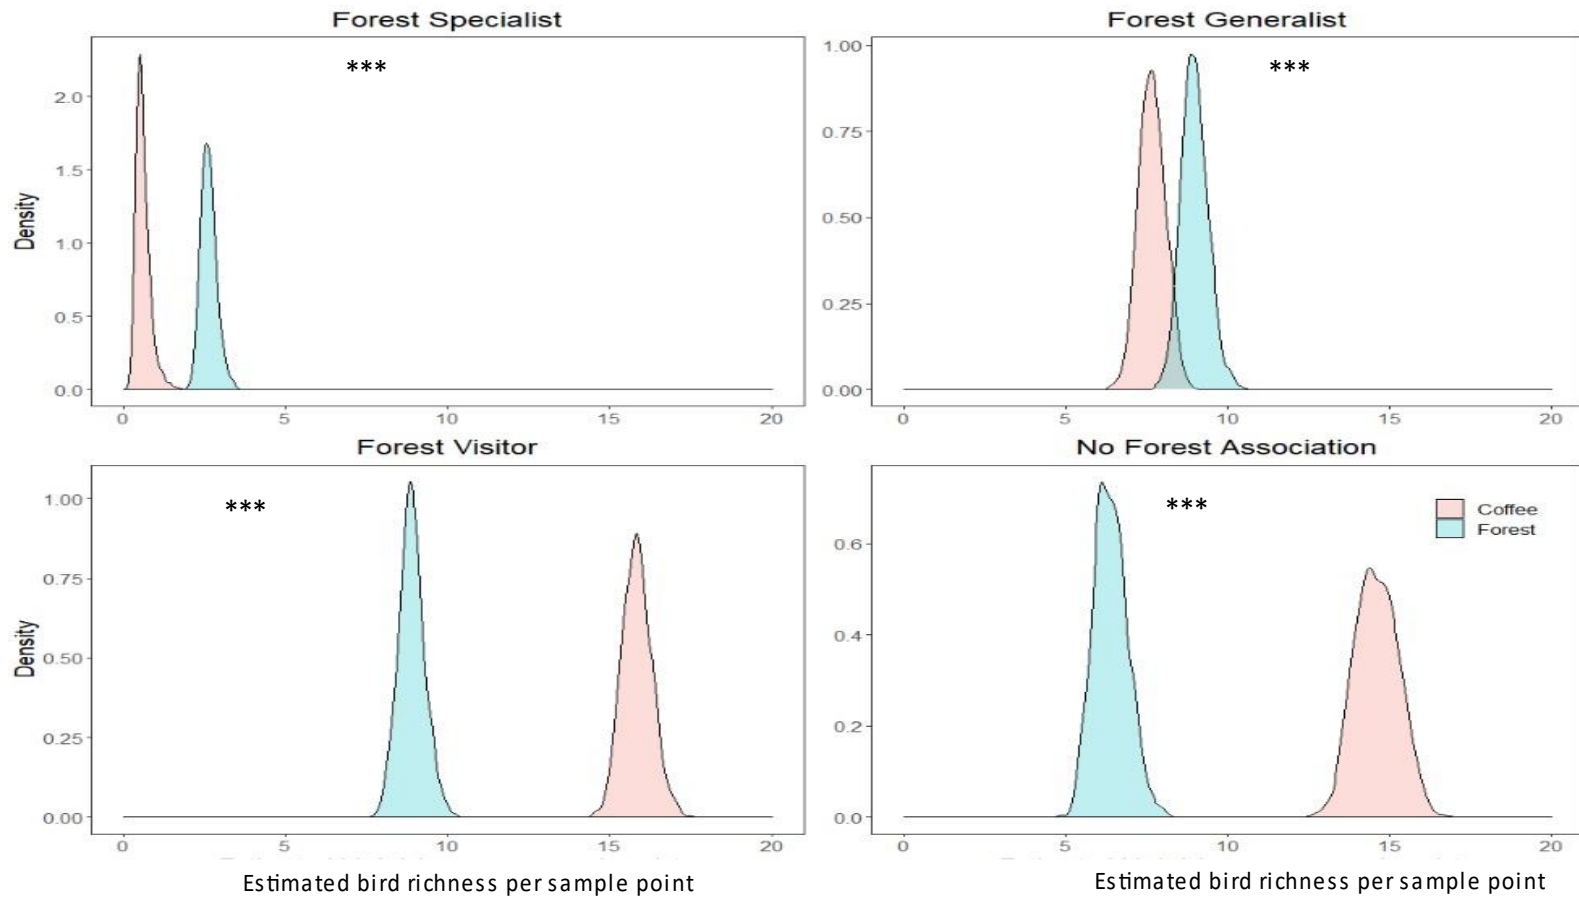 Forest Specialist
***
Density
2.0
1.5
1.0
0.5
0.0
0 5 10 15 20
Forest Generalist
***
1.00
0.75
0.50
0.25
0.00
0 5 10 15 20
Forest Visitor
***
Density
1.00
0.75
0.50
0.25
0.00
0 5 10 15 20
Estimated bird richness per sample point
No Forest Association
***
Coffee
Forest
0.6
0.4
0.2
0.0
0 5 10 15 20
Estimated bird richness per sample point